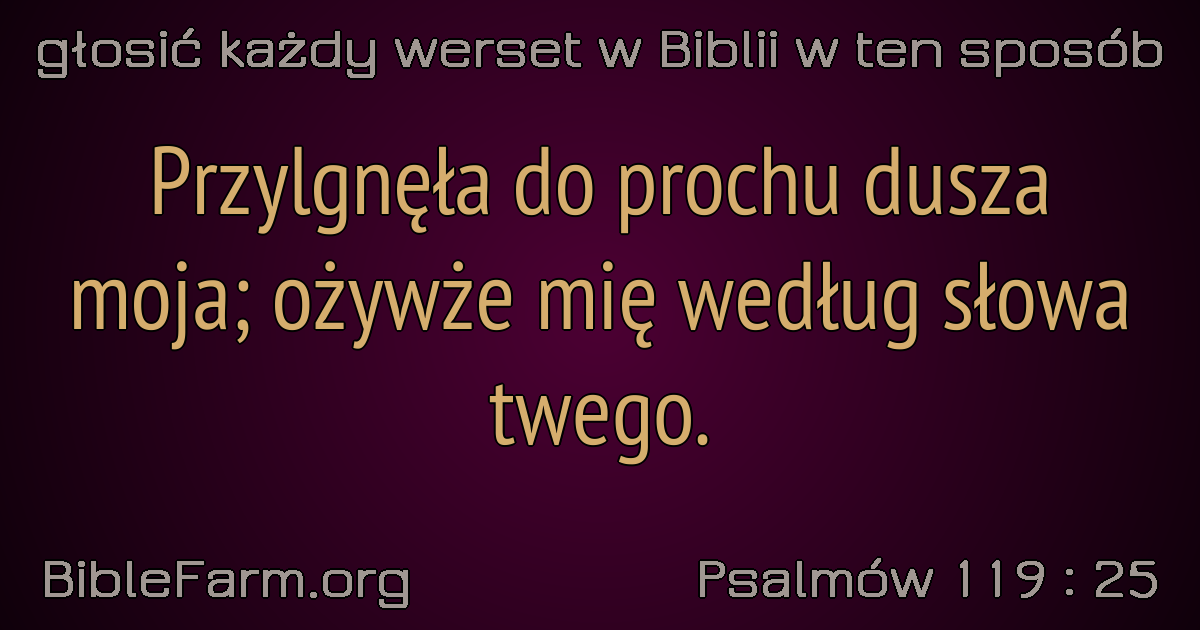 głosić każdy werset w Biblii w ten sposób
Przylgnęła do prochu dusza
moja; ożywże mię według słowa
twego.
BibleFarm.org
Psalmów 119 : 25